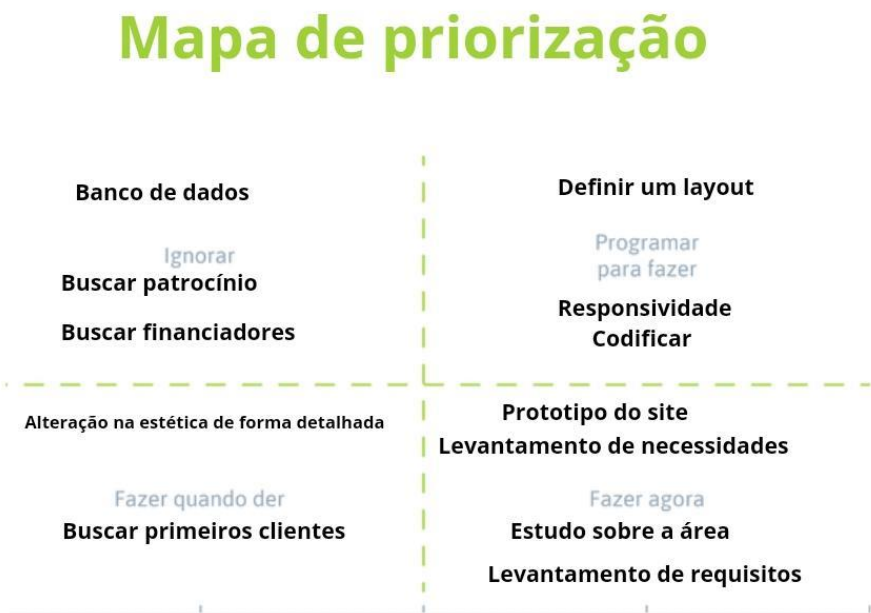 Mapa de priorização
Banco de dados
Ignorar
Buscar patrocínio
Buscar financiadores
Definir um layout
Programar
para fazer
Responsividade
Codificar
Alteração na estética de forma detalhada
Fazer quando der
Buscar primeiros clientes
Prototipo do site
Levantamento de necessidades
Fazer agora
Estudo sobre a área
Levantamento de requisitos